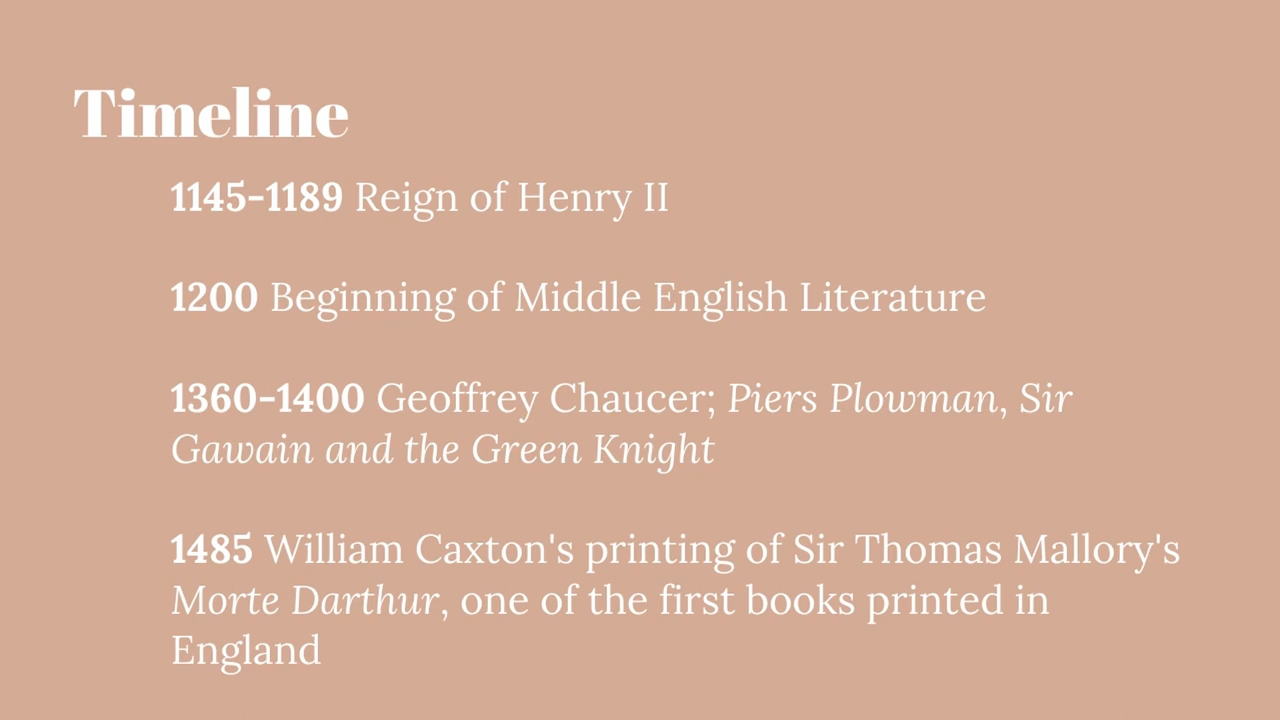 Timeline
1145-1189 Reign of Henry II
1200 Beginning of Middle English Literature
1360-1400 Geoffrey Chaucer; Piers Plowman, Sir
Gawain and the Green Knight
1485 William Caxton's printing of Sir Thomas Mallory's
Morte Darthur, one of the first books printed in
England